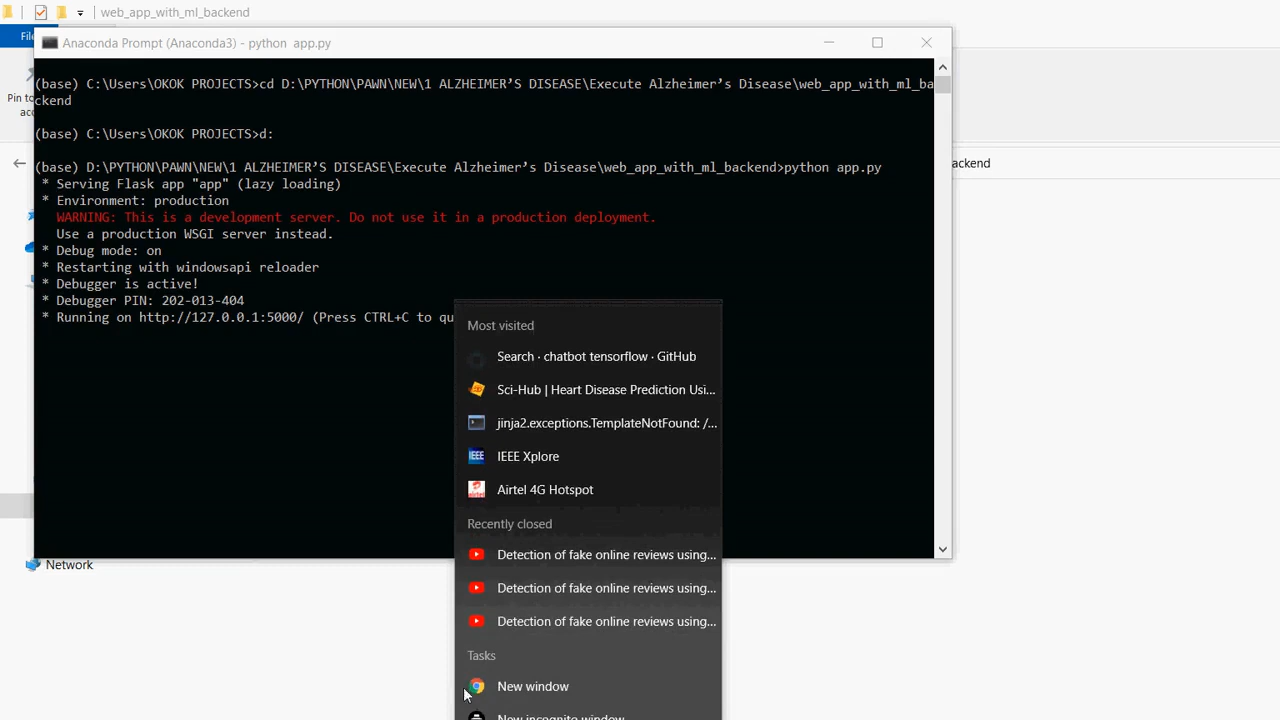 web_app_with_ml_backend
Fil
Anaconda Prompt (Anaconda3) - python  app.py
Pin to
acc
(base) C:\Users\OKOK PROJECTS>cd D:\PYTHON\PAWN\NEW\1 ALZHEIMER’S DISEASE\Execute Alzheimer’s Disease\web_app_with_ml_ba
ckend
(base) C:\Users\OKOK PROJECTS>d:
(base) D:\PYTHON\PAWN\NEW\1 ALZHEIMER’S DISEASE\Execute Alzheimer’s Disease\web_app_with_ml_backend>python app.py
ackend
* Serving Flask app "app" (lazy loading)
* Environment: production
WARNING: This is a development server. Do not use it in a production deployment.
Use a production WSGI server instead.
* Debug mode: on
* Restarting with windowsapi reloader
* Debugger is active!
* Debugger PIN: 202-013-404
* Running on http://127.0.0.1:5000/ (Press CTRL+C to qu
Most visited
Search · chatbot tensorflow · GitHub
Sci-Hub | Heart Disease Prediction Usi...
jinja2.exceptions.TemplateNotFound: /...
IEEE Xplore
Airtel 4G Hotspot
Recently closed
Detection of fake online reviews using...
Network
Detection of fake online reviews using...
Detection of fake online reviews using...
Tasks
New window
New incognito window